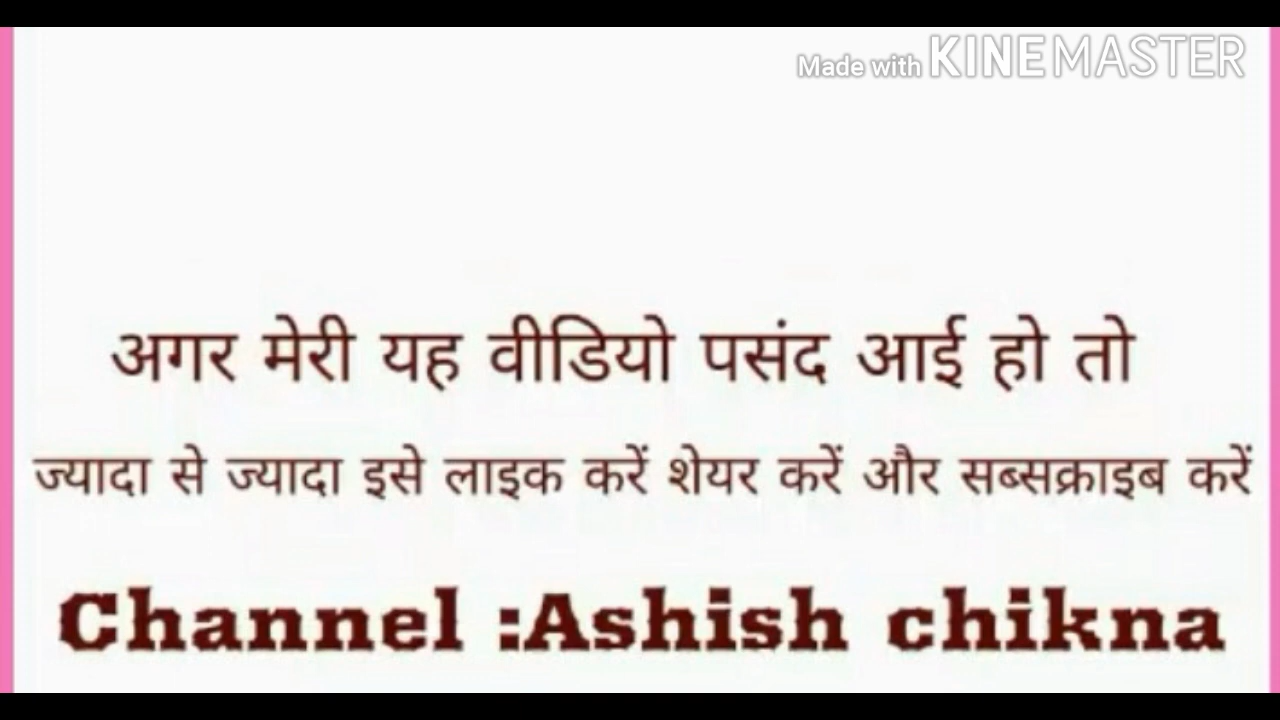 Made with KINEMASTER
अगर मेरी यह वीडियो पसंद आई हो तो
ज्यादा से ज्यादा इसे लाइक करें शेयर करें और सब्सक्राइब करें
Channel :Ashish chikna